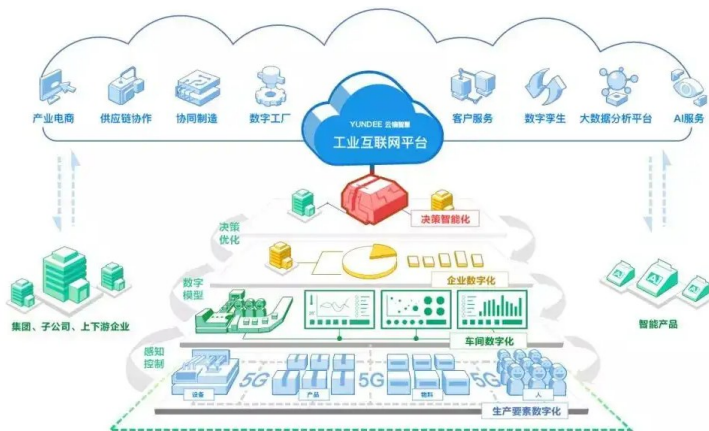 YUNDEE 云德智慧
工业互联网平台
产业电商
供应链协作
协同制造
数字工厂
客户服务
数字孪生
大数据分析平台
AI服务
决策智能化
决策
优化
企业数字化
数字
模型
车间数字化
感知
控制
5G
5G
5G
设备
产品
物料
人
生产要素数字化
集团、子公司、上下游企业
AI
AI
AI
智能产品